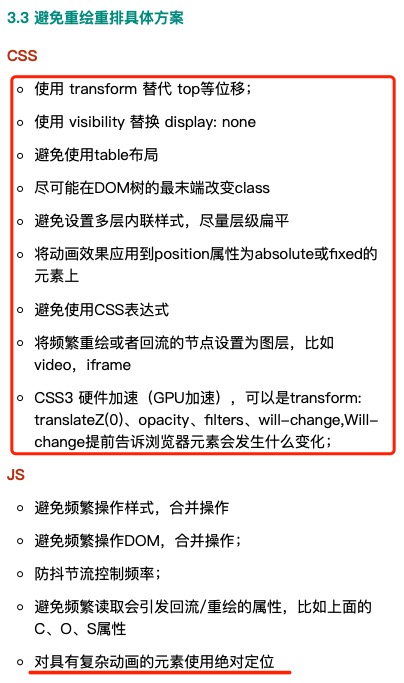 3.3 避免重绘重排具体方案
CSS
使用 transform 替代 top等位移；
使用 visibility 替换 display: none
避免使用table布局
尽可能在DOM树的最末端改变class
避免设置多层内联样式，尽量层级扁平
将动画效果应用到position属性为absolute或fixed的
元素上
避免使用CSS表达式
将频繁重绘或者回流的节点设置为图层，比如
video，iframe
CSS3 硬件加速（GPU加速），可以是transform:
translateZ(0)、opacity、filters、will-change,Will-
change提前告诉浏览器元素会发生什么变化；
JS
避免频繁操作样式，合并操作
避免频繁操作DOM，合并操作；
防抖节流控制频率；
避免频繁读取会引发回流/重绘的属性，比如上面的
C、O、S属性
对具有复杂动画的元素使用绝对定位